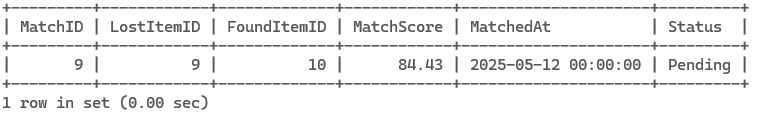 +---------+------------+-------------+------------+---------------------+---------+
| MatchID | LostItemID | FoundItemID | MatchScore | MatchedAt           | Status  |
+---------+------------+-------------+------------+---------------------+---------+
|       9 |          9 |          10 |      84.43 | 2025-05-12 00:00:00 | Pending |
+---------+------------+-------------+------------+---------------------+---------+
1 row in set (0.00 sec)